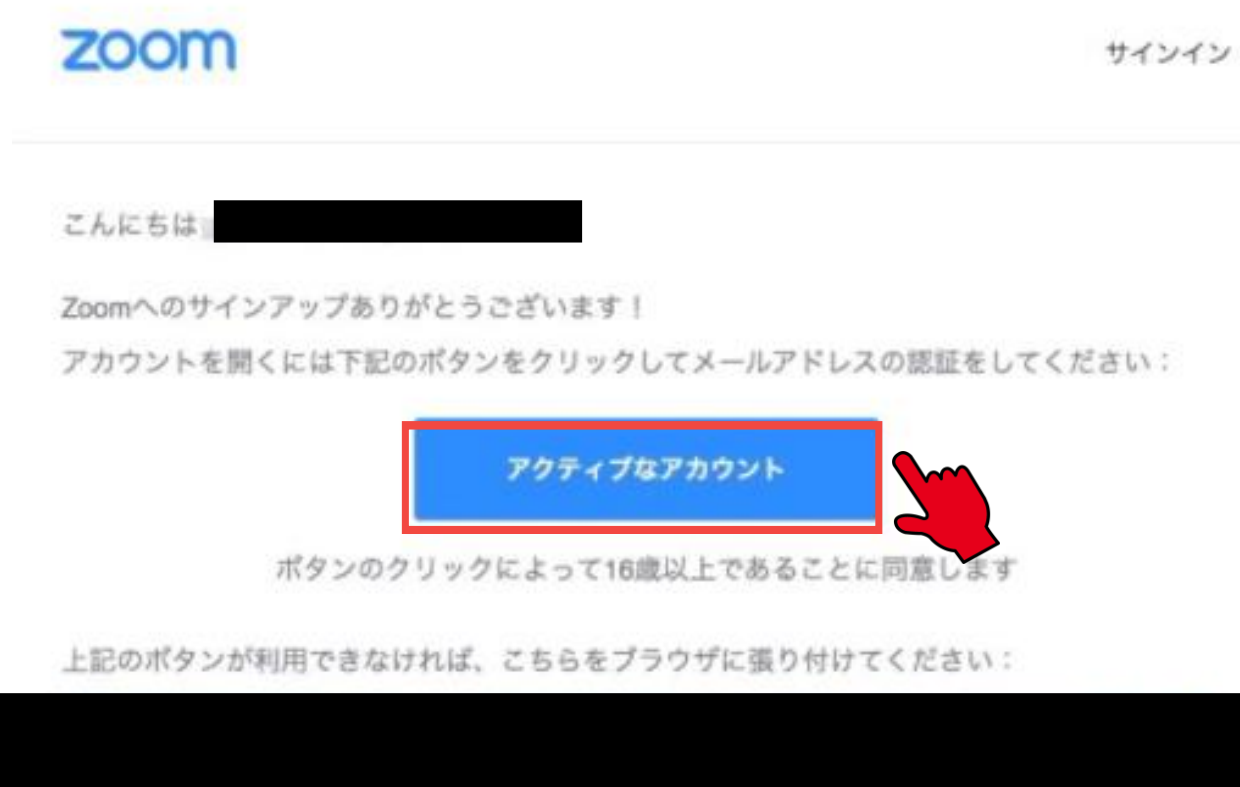 zoom
サインイン
こんにちは
Zoomへのサインアップありがとうございます！
アカウントを開くには下記のボタンをクリックしてメールアドレスの認証をしてください：
アクティブなアカウント
ボタンのクリックによって16歳以上であることに同意します
上記のボタンが利用できなければ、こちらをブラウザに張り付けてください：